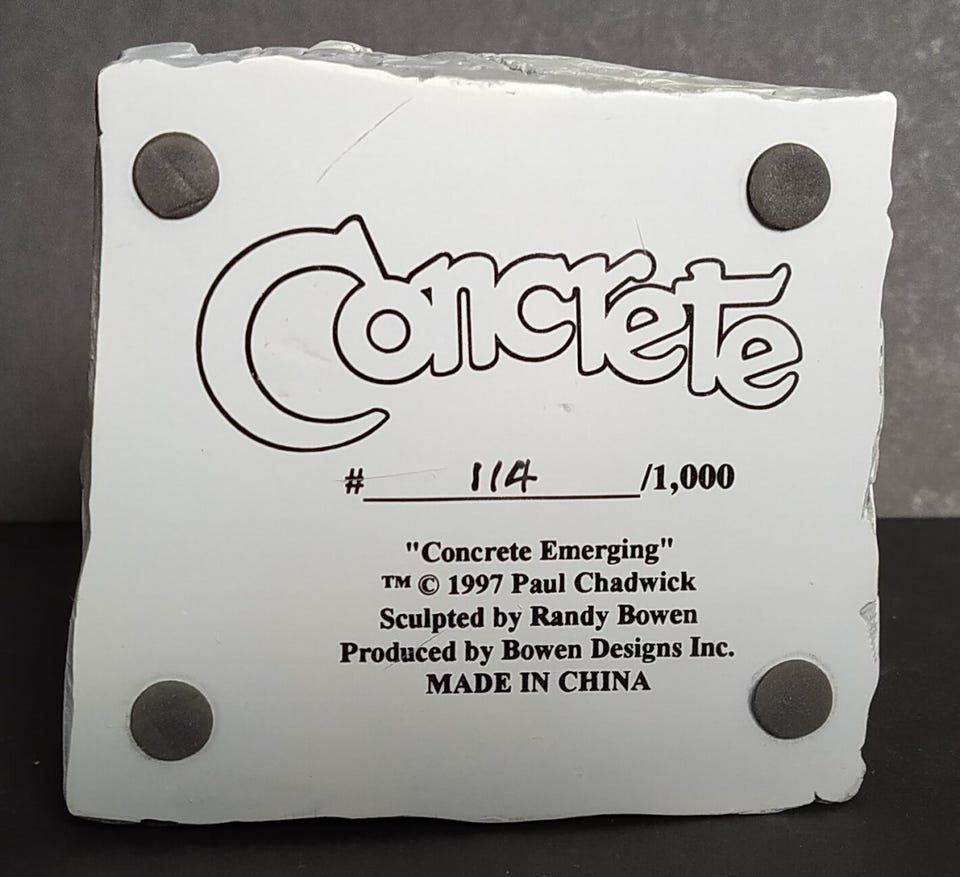 Concrete
# 114 /1,000
"Concrete Emerging"
™ © 1997 Paul Chadwick
Sculpted by Randy Bowen
Produced by Bowen Designs Inc.
MADE IN CHINA